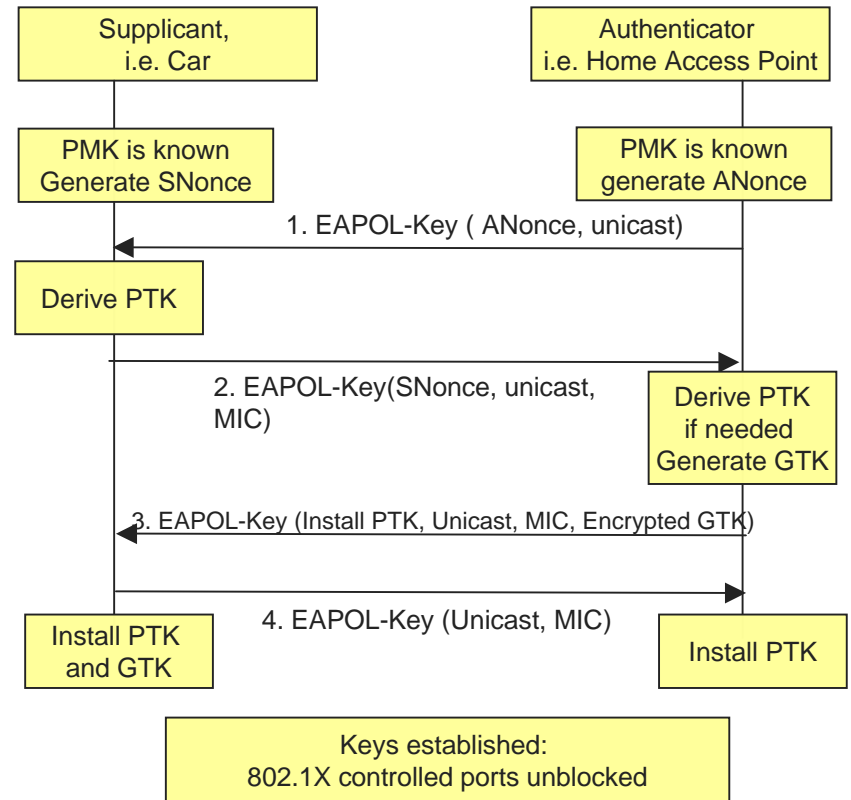 Supplicant,
i.e. Car
Authenticator
i.e. Home Access Point
PMK is known
Generate SNonce
PMK is known
generate ANonce
1. EAPOL-Key ( ANonce, unicast)
Derive PTK
2. EAPOL-Key(SNonce, unicast,
MIC)
Derive PTK
if needed
Generate GTK
3. EAPOL-Key (Install PTK, Unicast, MIC, Encrypted GTK)
4. EAPOL-Key (Unicast, MIC)
Install PTK
and GTK
Install PTK
Keys established:
802.1X controlled ports unblocked